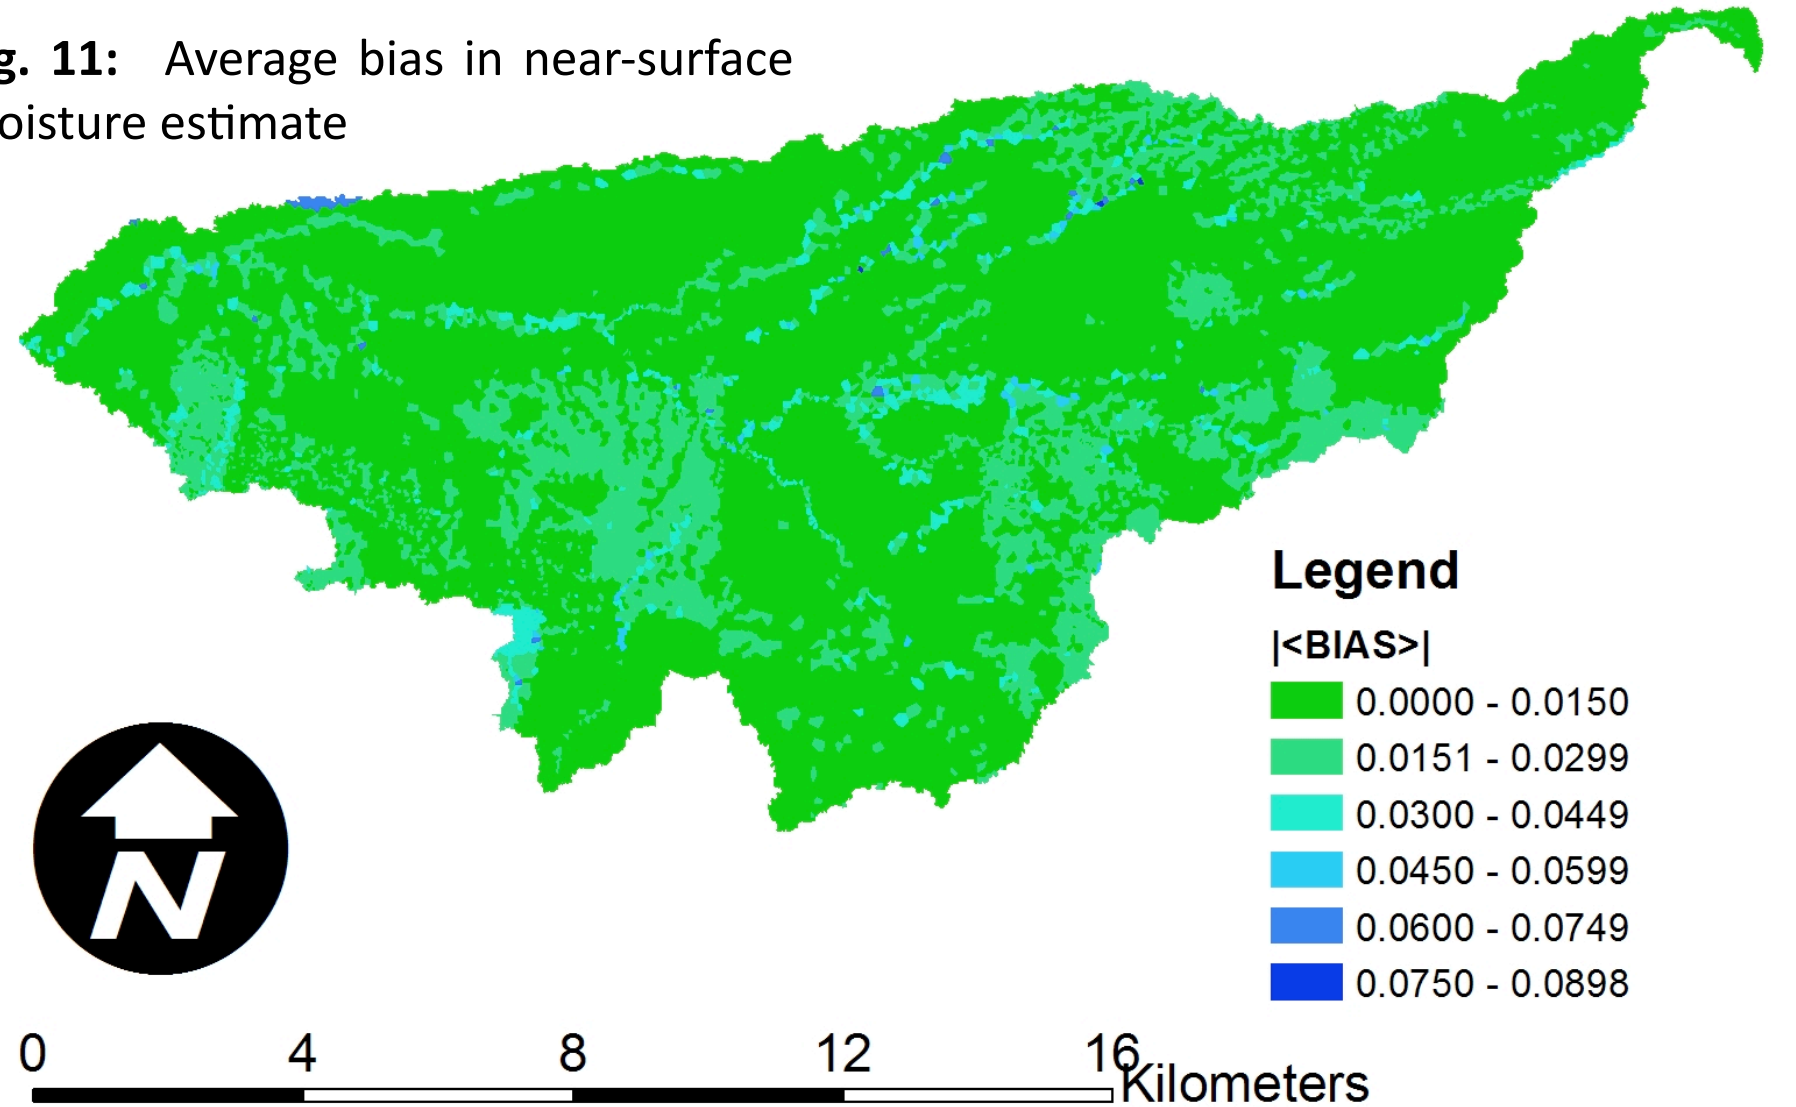 g. 11: Average bias in near-surface
oisture estimate
Legend
|<BIAS>|
0.0000 - 0.0150
0.0151 - 0.0299
0.0300 - 0.0449
0.0450 - 0.0599
0.0600 - 0.0749
0.0750 - 0.0898
N
0 4 8 12 16
Kilometers